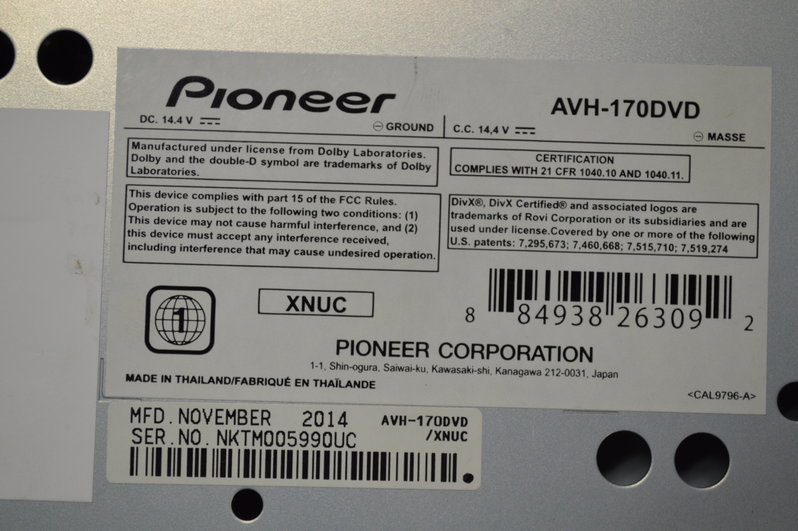 Pioneer
AVH-170DVD
DC. 14.4 V
GROUND
C.C. 14,4 V
MASSE
Manufactured under license from Dolby Laboratories.
Dolby and the double-D symbol are trademarks of Dolby
Laboratories.
CERTIFICATION
COMPLIES WITH 21 CFR 1040.10 AND 1040.11.
This device complies with part 15 of the FCC Rules.
Operation is subject to the following two conditions: (1)
This device may not cause harmful interference, and (2)
this device must accept any interference received,
including interference that may cause undesired operation.
DivX®, DivX Certified® and associated logos are
trademarks of Rovi Corporation or its subsidiaries and are
used under license.Covered by one or more of the following
U.S. patents: 7,295,673; 7,460,668; 7,515,710; 7,519,274
1
XNUC
8 84938 26309 2
PIONEER CORPORATION
1-1, Shin-ogura, Saiwai-ku, Kawasaki-shi, Kanagawa 212-0031, Japan
MADE IN THAILAND/FABRIQUÉ EN THAÏLANDE
<CAL9796-A>
MFD. NOVEMBER 2014 AVH-170DVD
SER. NO. NKTM005990UC /XNUC